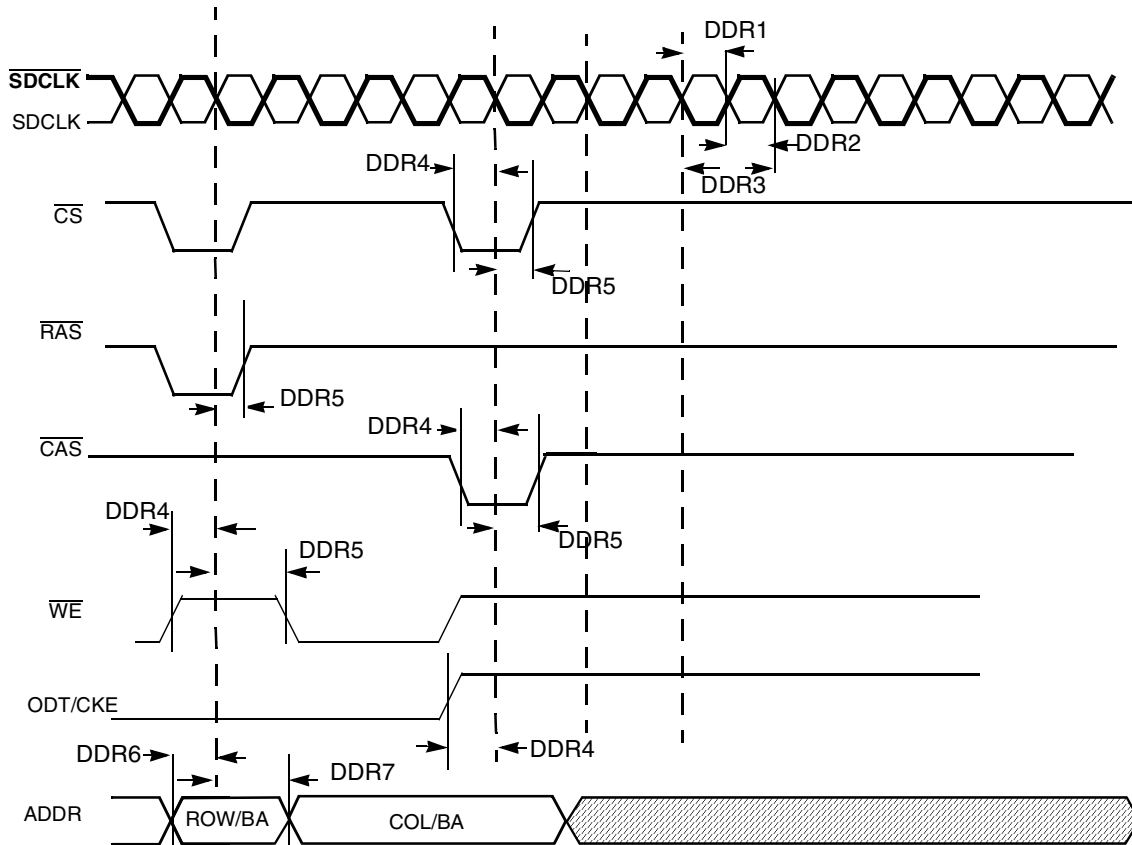 DDR1
SDCLK
SDCLK
DDR2
DDR4
DDR3
CS
DDR5
RAS
DDR5
DDR4
CAS
DDR4
DDR5
DDR5
WE
ODT/CKE
DDR4
DDR6
DDR7
ADDR
ROW/BA
COL/BA